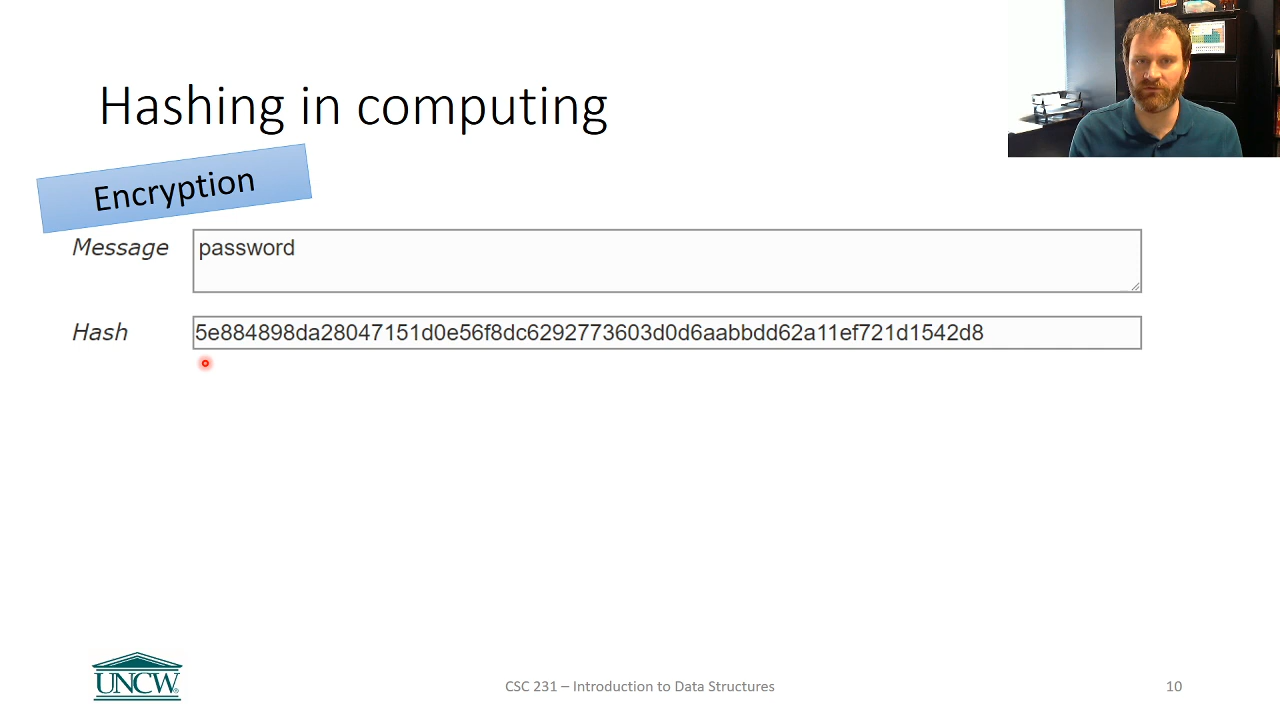 Hashing in computing
Encryption
Message password
Hash 5e884898da28047151d0e56f8dc6292773603d0d6aabbdd62a11ef721d1542d8
UNCW®
CSC 231 – Introduction to Data Structures 10